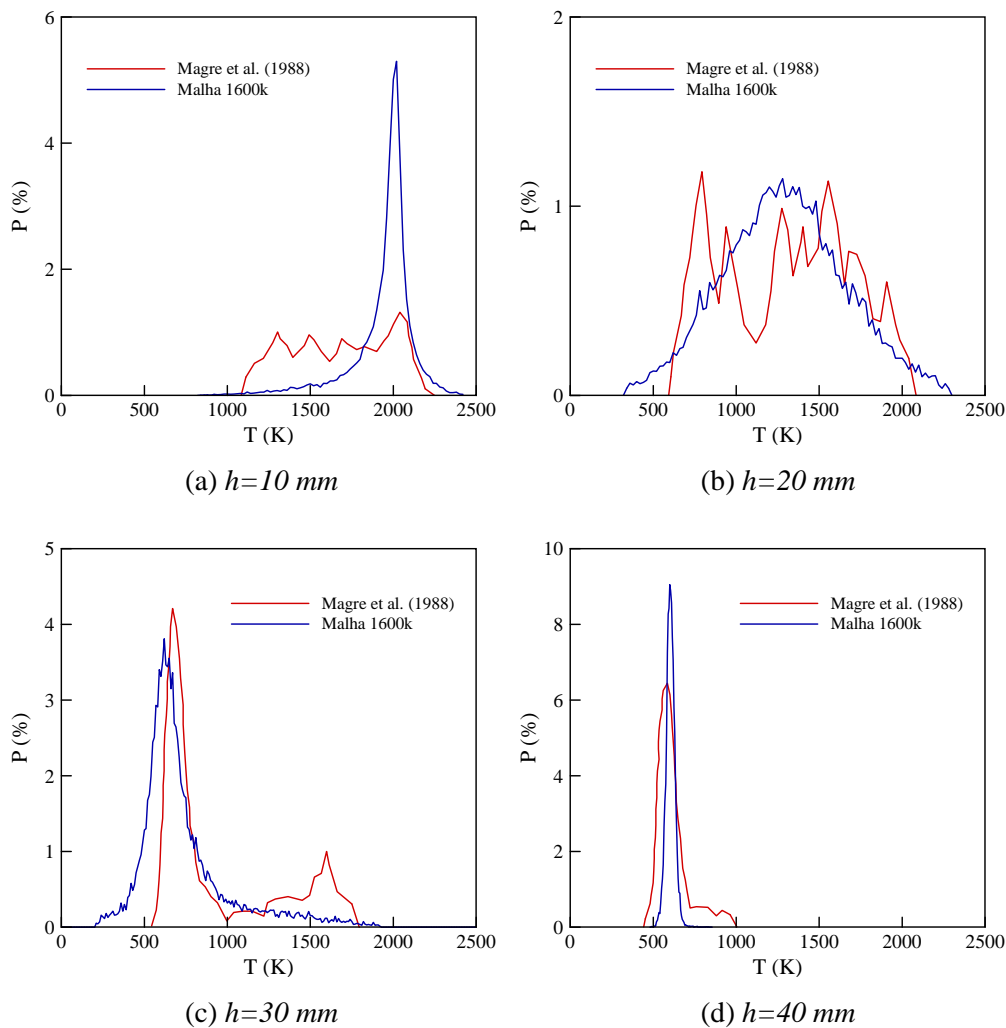 6
4
2
0
P (%)
0 500 1000 1500 2000 2500
T (K)
Magre et al. (1988)
Malha 1600k
(a) h=10 mm
2
1
0
P (%)
0 500 1000 1500 2000 2500
T (K)
Magre et al. (1988)
Malha 1600k
(b) h=20 mm
5
4
3
2
1
0
P (%)
0 500 1000 1500 2000 2500
T (K)
Magre et al. (1988)
Malha 1600k
(c) h=30 mm
10
8
6
4
2
0
P (%)
0 500 1000 1500 2000 2500
T (K)
Magre et al. (1988)
Malha 1600k
(d) h=40 mm